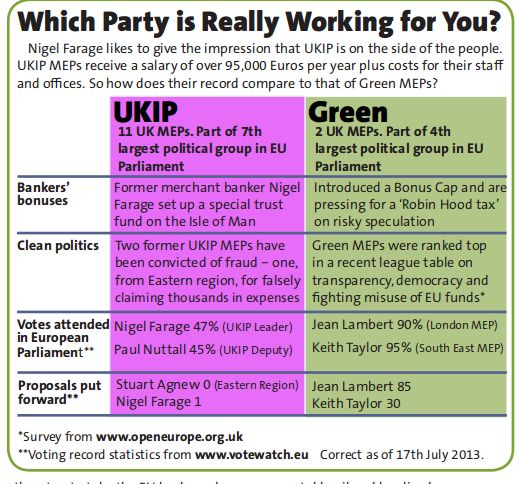 Which Party is Really Working for You?
Nigel Farage likes to give the impression that UKIP is on the side of the people.
UKIP MEPs receive a salary of over 95,000 Euros per year plus costs for their staff
and offices. So how does their record compare to that of Green MEPs?
UKIP
11 UK MEPs. Part of 7th
largest political group in EU
Parliament
Green
2 UK MEPs. Part of 4th
largest political group in EU
Parliament
Bankers'
bonuses
Former merchant banker Nigel
Farage set up a special trust
fund on the Isle of Man
Introduced a Bonus Cap and are
pressing for a 'Robin Hood tax'
on risky speculation
Clean politics
Two former UKIP MEPs have
been convicted of fraud – one,
from Eastern region, for falsely
claiming thousands in expenses
Green MEPs were ranked top
in a recent league table on
transparency, democracy and
fighting misuse of EU funds*
Votes attended
in European
Parliament**
Nigel Farage 47% (UKIP Leader)
Paul Nuttall 45% (UKIP Deputy)
Jean Lambert 90% (London MEP)
Keith Taylor 95% (South East MEP)
Proposals put
forward**
Stuart Agnew 0 (Eastern Region)
Nigel Farage 1
Jean Lambert 85
Keith Taylor 30
*Survey from www.openeurope.org.uk
**Voting record statistics from www.votewatch.eu Correct as of 17th July 2013.